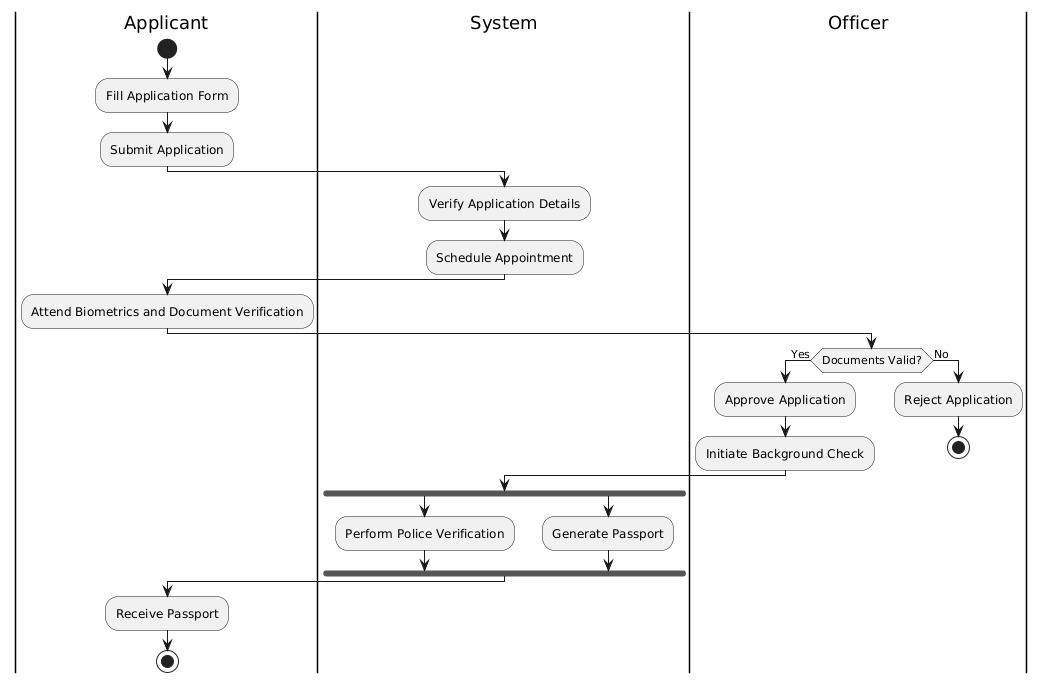 Applicant
System
Officer
Fill Application Form
Submit Application
Verify Application Details
Schedule Appointment
Attend Biometrics and Document Verification
Yes
Documents Valid?
No
Approve Application
Reject Application
Initiate Background Check
Perform Police Verification
Generate Passport
Receive Passport